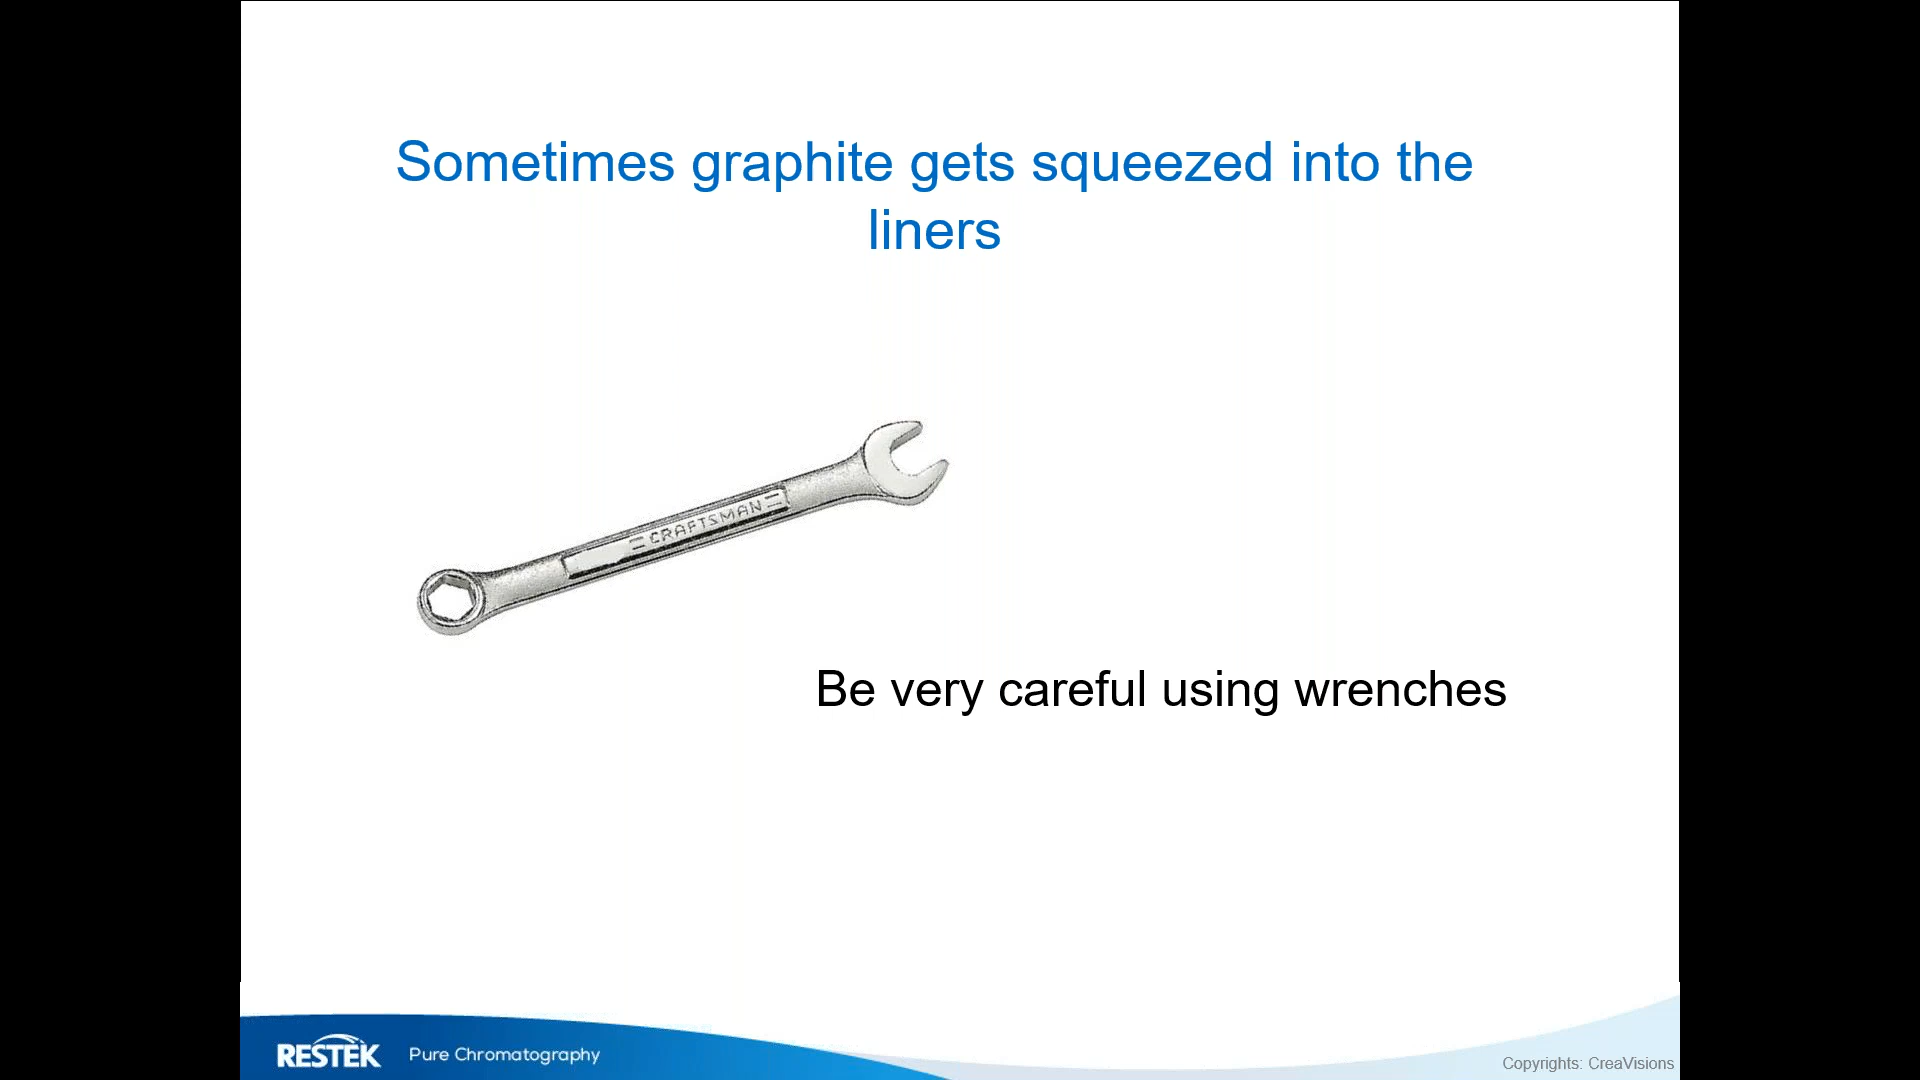 Sometimes graphite gets squeezed into the
liners
CRAFTSMAN
Be very careful using wrenches
RESTEK
Pure Chromatography
Copyrights: CreaVisions